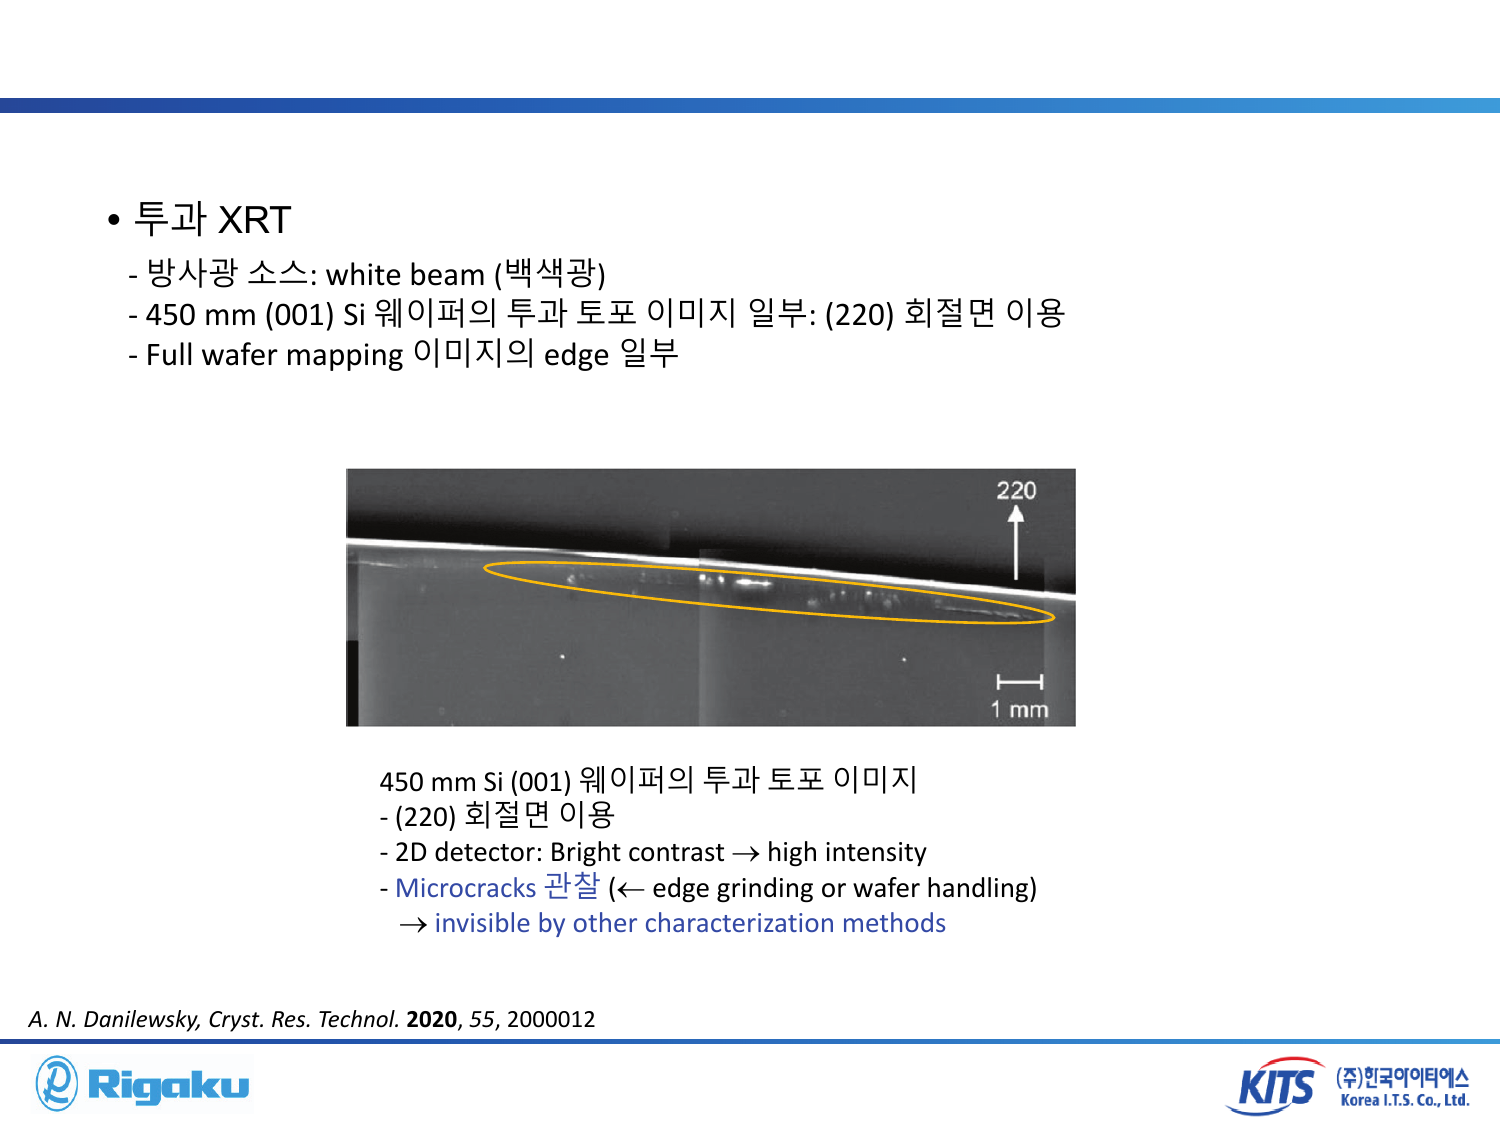 • 투과 XRT
- 방사광 소스: white beam (백색광)
- 450 mm (001) Si 웨이퍼의 투과 토포 이미지 일부: (220) 회절면 이용
- Full wafer mapping 이미지의 edge 일부
220
1 mm
450 mm Si (001) 웨이퍼의 투과 토포 이미지
- (220) 회절면 이용
- 2D detector: Bright contrast → high intensity
- Microcracks 관찰 (← edge grinding or wafer handling)
→ invisible by other characterization methods
A. N. Danilewsky, Cryst. Res. Technol. 2020, 55, 2000012
Rigaku
KITS
(주)한국아이티에스
Korea I.T.S. Co., Ltd.